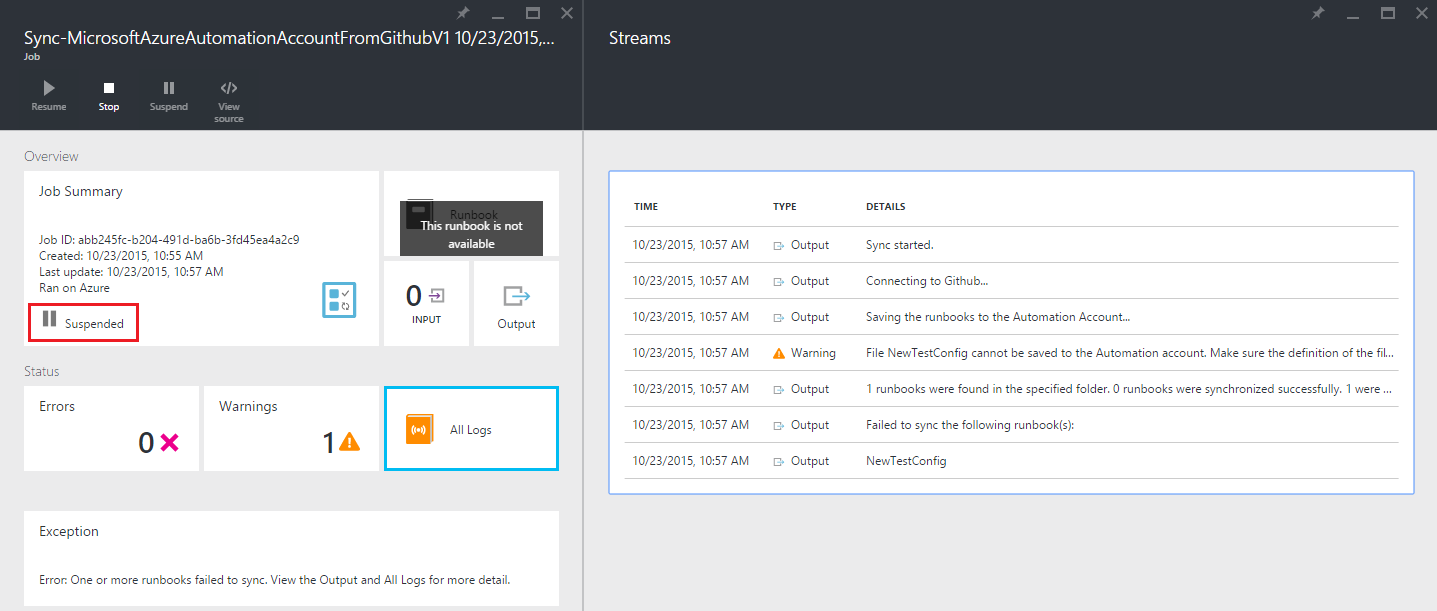 Sync-MicrosoftAzureAutomationAccountFromGithubV1 10/23/2015,...
Job
Resume
Stop
Suspend
View
source
Overview
Job Summary
Job ID: abb245fc-b204-491d-ba6b-3fd45ea4a2c9
Created: 10/23/2015, 10:55 AM
Last update: 10/23/2015, 10:57 AM
Ran on Azure
Suspended
Runbook
This runbook is not
available
0
INPUT
Output
Status
Errors
0
Warnings
1
All Logs
Exception
Error: One or more runbooks failed to sync. View the Output and All Logs for more detail.
Streams
TIME TYPE DETAILS
10/23/2015, 10:57 AM Output Sync started.
10/23/2015, 10:57 AM Output Connecting to Github...
10/23/2015, 10:57 AM Output Saving the runbooks to the Automation Account...
10/23/2015, 10:57 AM Warning File NewTestConfig cannot be saved to the Automation account. Make sure the definition of the fil...
10/23/2015, 10:57 AM Output 1 runbooks were found in the specified folder. 0 runbooks were synchronized successfully. 1 were ...
10/23/2015, 10:57 AM Output Failed to sync the following runbook(s):
10/23/2015, 10:57 AM Output NewTestConfig